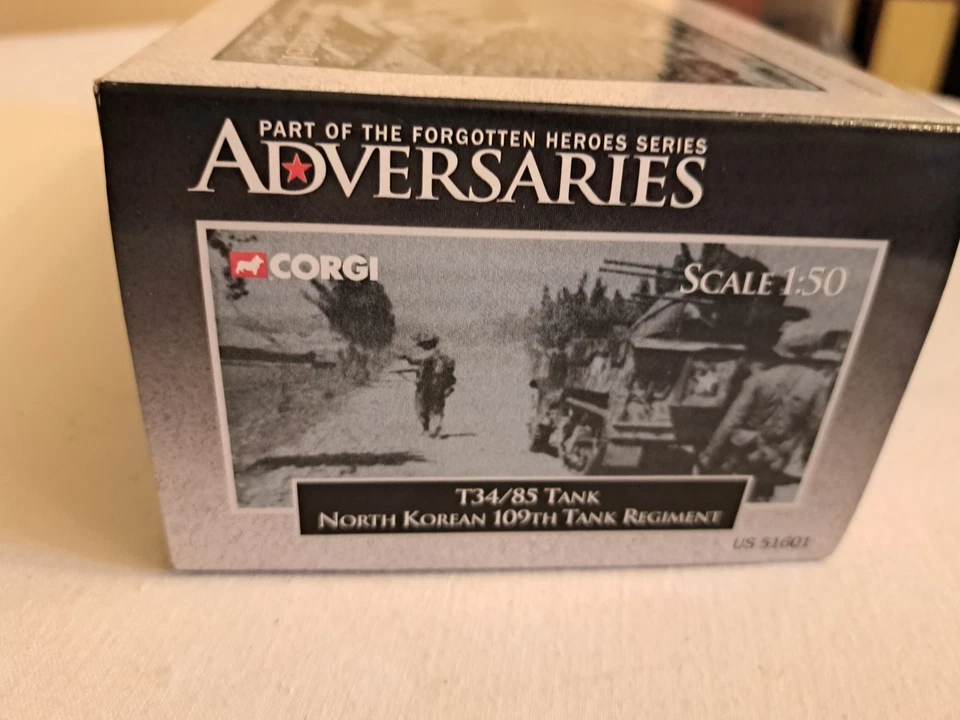 PART OF THE FORGOTTEN HEROES SERIES
ADVERSARIES
CORGI
SCALE 1:50
T34/85 TANK
NORTH KOREAN 109TH TANK REGIMENT
US 51601